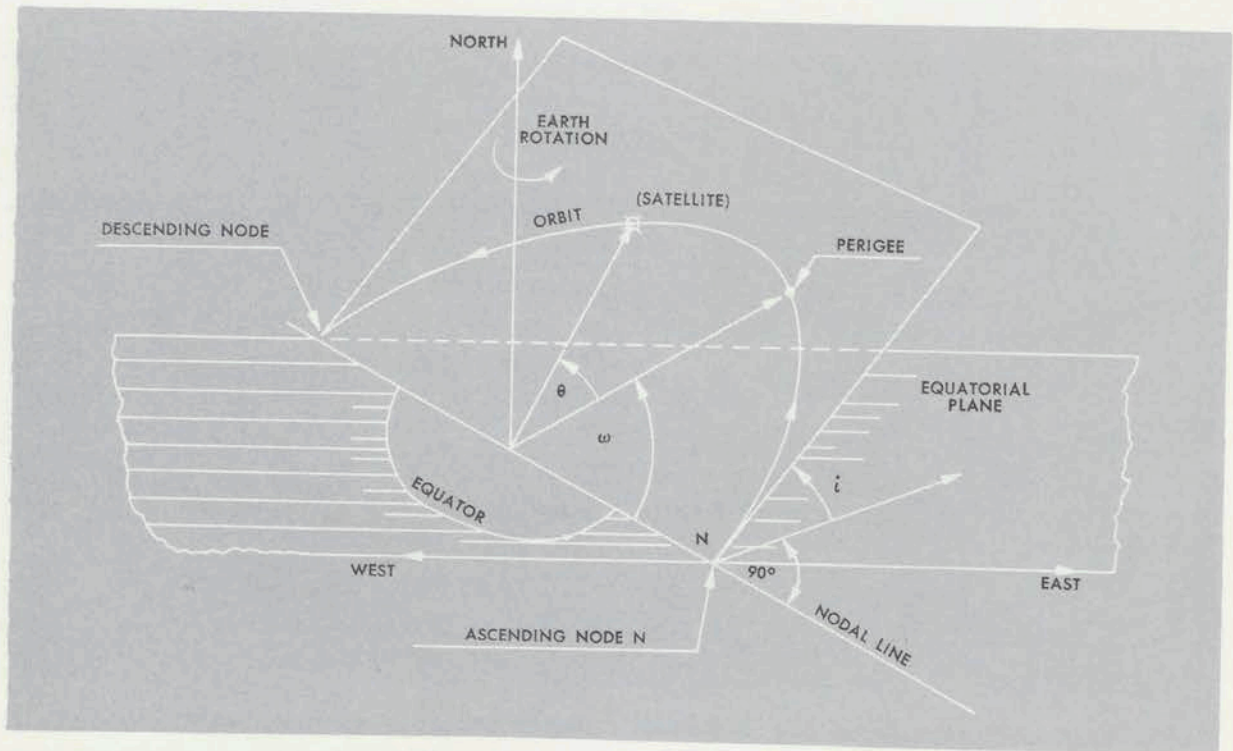 NORTH
EARTH
ROTATION
(SATELLITE)
ORBIT
DESCENDING NODE
PERIGEE
EQUATORIAL
PLANE
θ
ω
i
EQUATOR
N
WEST
90°
EAST
ASCENDING NODE N
NODAL LINE